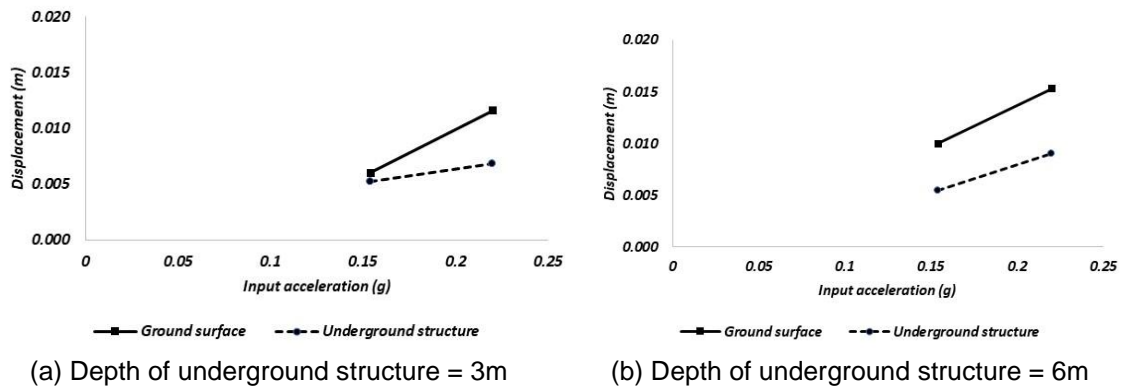 0.020
0.015
0.010
0.005
0.000
Displacement (m)
0 0.05 0.1 0.15 0.2 0.25
Input acceleration (g)
Ground surface Underground structure
(a) Depth of underground structure = 3m
0.020
0.015
0.010
0.005
0.000
Displacement (m)
0 0.05 0.1 0.15 0.2 0.25
Input acceleration (g)
Ground surface Underground structure
(b) Depth of underground structure = 6m